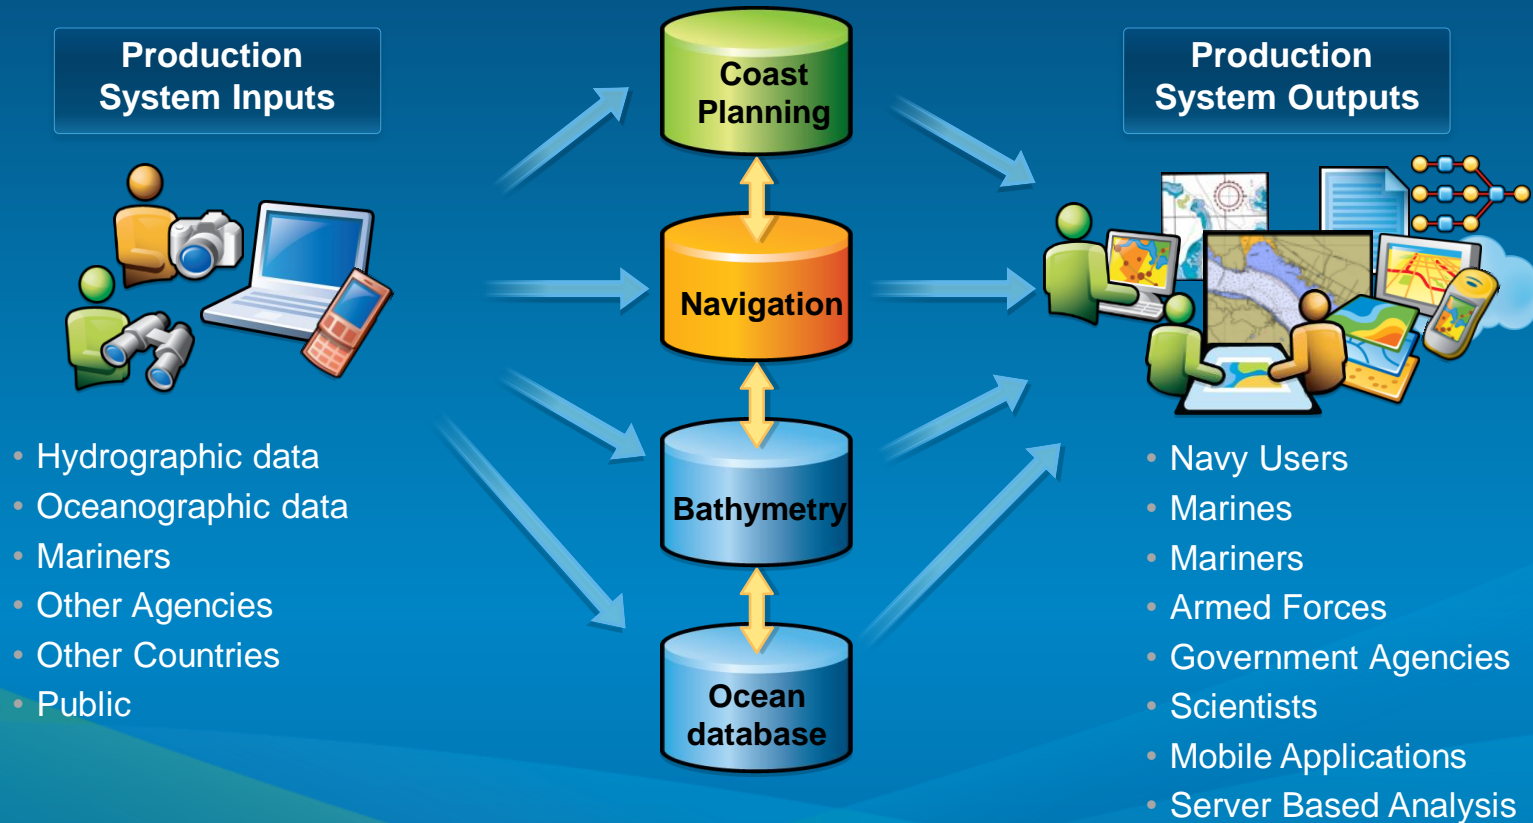 Production
System Inputs
• Hydrographic data
• Oceanographic data
• Mariners
• Other Agencies
• Other Countries
• Public
Coast
Planning
Navigation
Bathymetry
Ocean
database
Production
System Outputs
• Navy Users
• Marines
• Mariners
• Armed Forces
• Government Agencies
• Scientists
• Mobile Applications
• Server Based Analysis